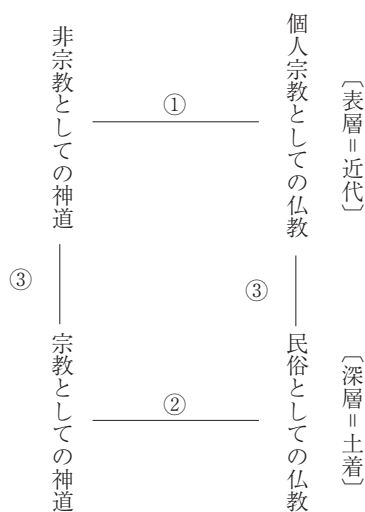 〔表層＝近代〕
〔深層＝土着〕
個人宗教としての仏教
③
民俗としての仏教
①
②
非宗教としての神道
③
宗教としての神道